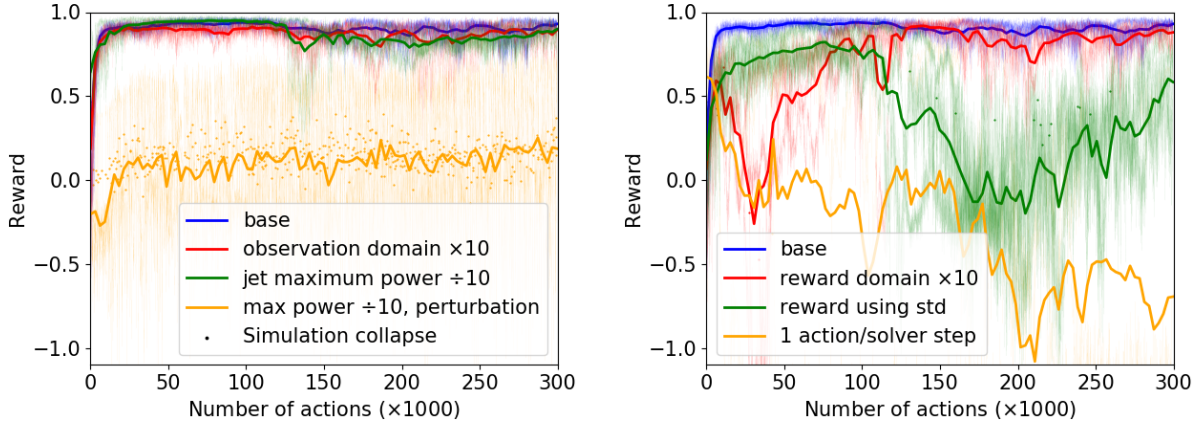 1.0
0.5
0.0
−0.5
−1.0
Reward
base
observation domain ×10
jet maximum power ÷10
max power ÷10, perturbation
Simulation collapse
0 50 100 150 200 250 300
Number of actions (×1000)
1.0
0.5
0.0
−0.5
−1.0
Reward
base
reward domain ×10
reward using std
1 action/solver step
0 50 100 150 200 250 300
Number of actions (×1000)